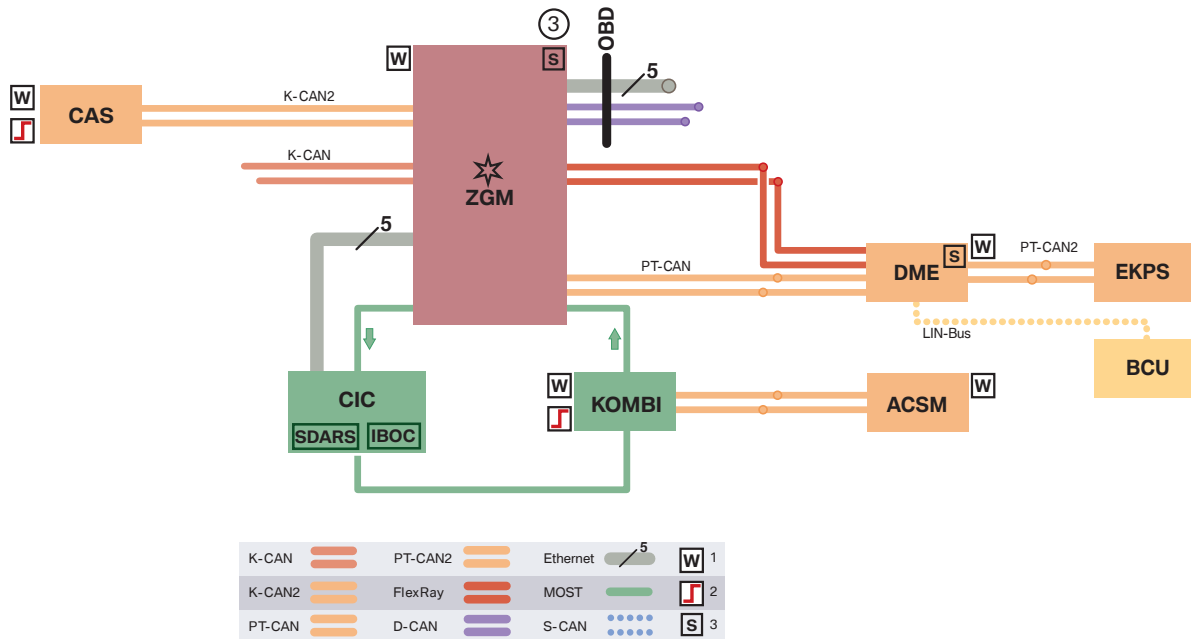 3
OBD
W
S
5
W
CAS
K-CAN2
K-CAN
ZGM
5
PT-CAN
DME
S
W
PT-CAN2
EKPS
LIN-Bus
BCU
CIC
SDARS
IBOC
W
KOMBI
ACSM
W
K-CAN
PT-CAN2
Ethernet
5
W
1
K-CAN2
FlexRay
MOST
2
PT-CAN
D-CAN
S-CAN
S
3